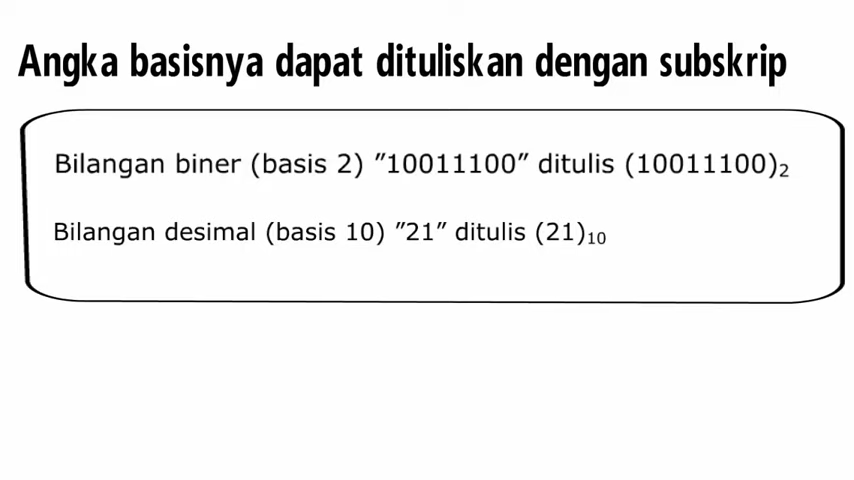 Angka basisnya dapat dituliskan dengan subskrip
Bilangan biner (basis 2) ”10011100” ditulis (10011100)₂
Bilangan desimal (basis 10) ”21” ditulis (21)₁₀